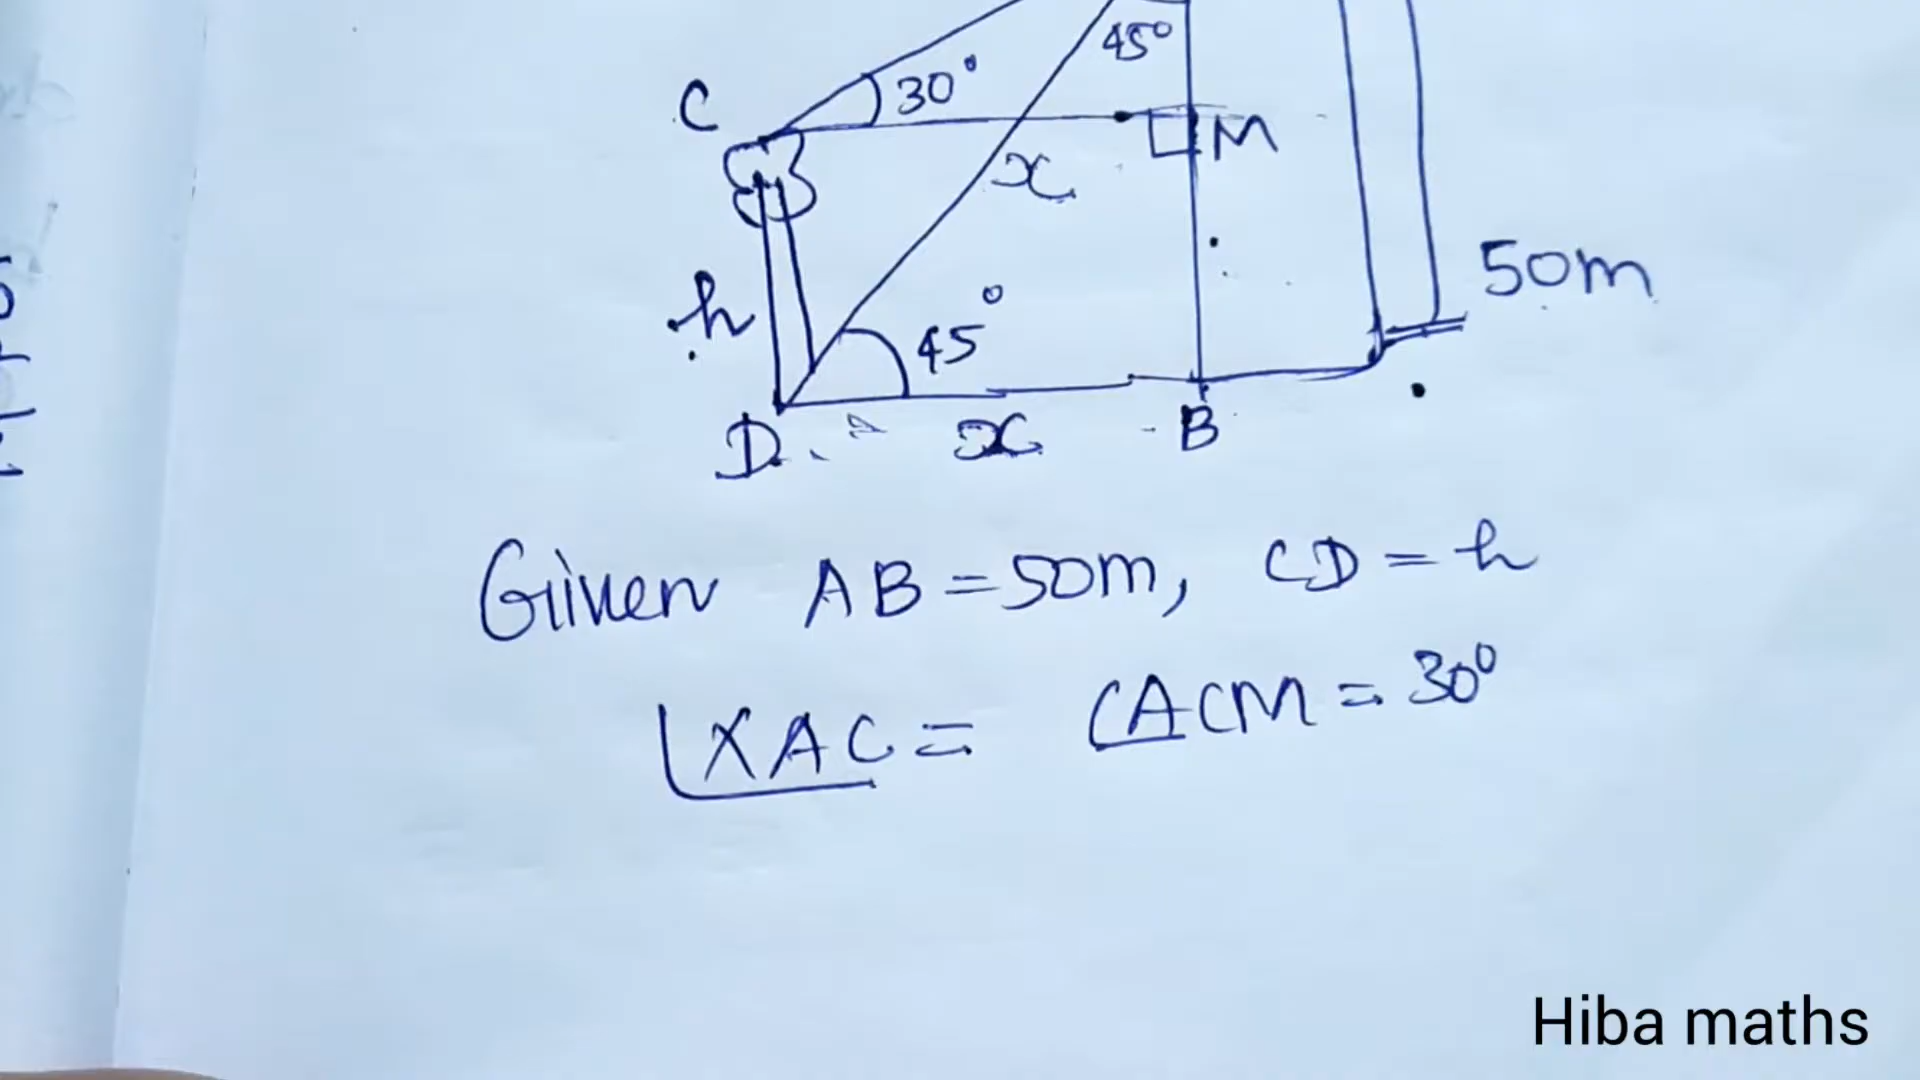 45°
C 30°
M
x
50m
h 45°
D x B
Given AB = 50m, CD = h
∠XAC = ∠ACM = 30°
Hiba maths